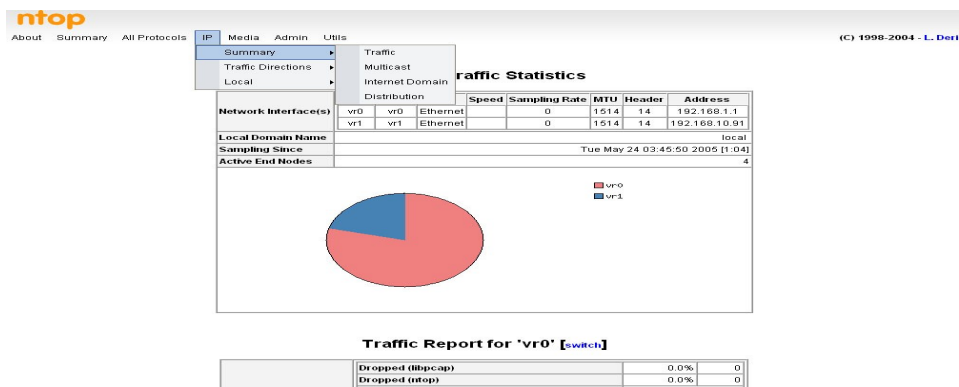 ntop
About Summary All Protocols IP Media Admin Utils
(C) 1998-2004 - L. Deri
Summary
Traffic Directions
Local
Traffic
Multicast
Internet Domain
Distribution
raffic Statistics
Network Interface(s)
Speed Sampling Rate MTU Header Address
vr0 vr0 Ethernet 0 1514 14 192.168.1.1
vr1 vr1 Ethernet 0 1514 14 192.168.10.91
Local Domain Name local
Sampling Since Tue May 24 03:45:50 2005 [1:04]
Active End Nodes 4
vr0
vr1
Traffic Report for 'vr0' [switch]
Dropped (libpcap) 0.0% 0
Dropped (ntop) 0.0% 0